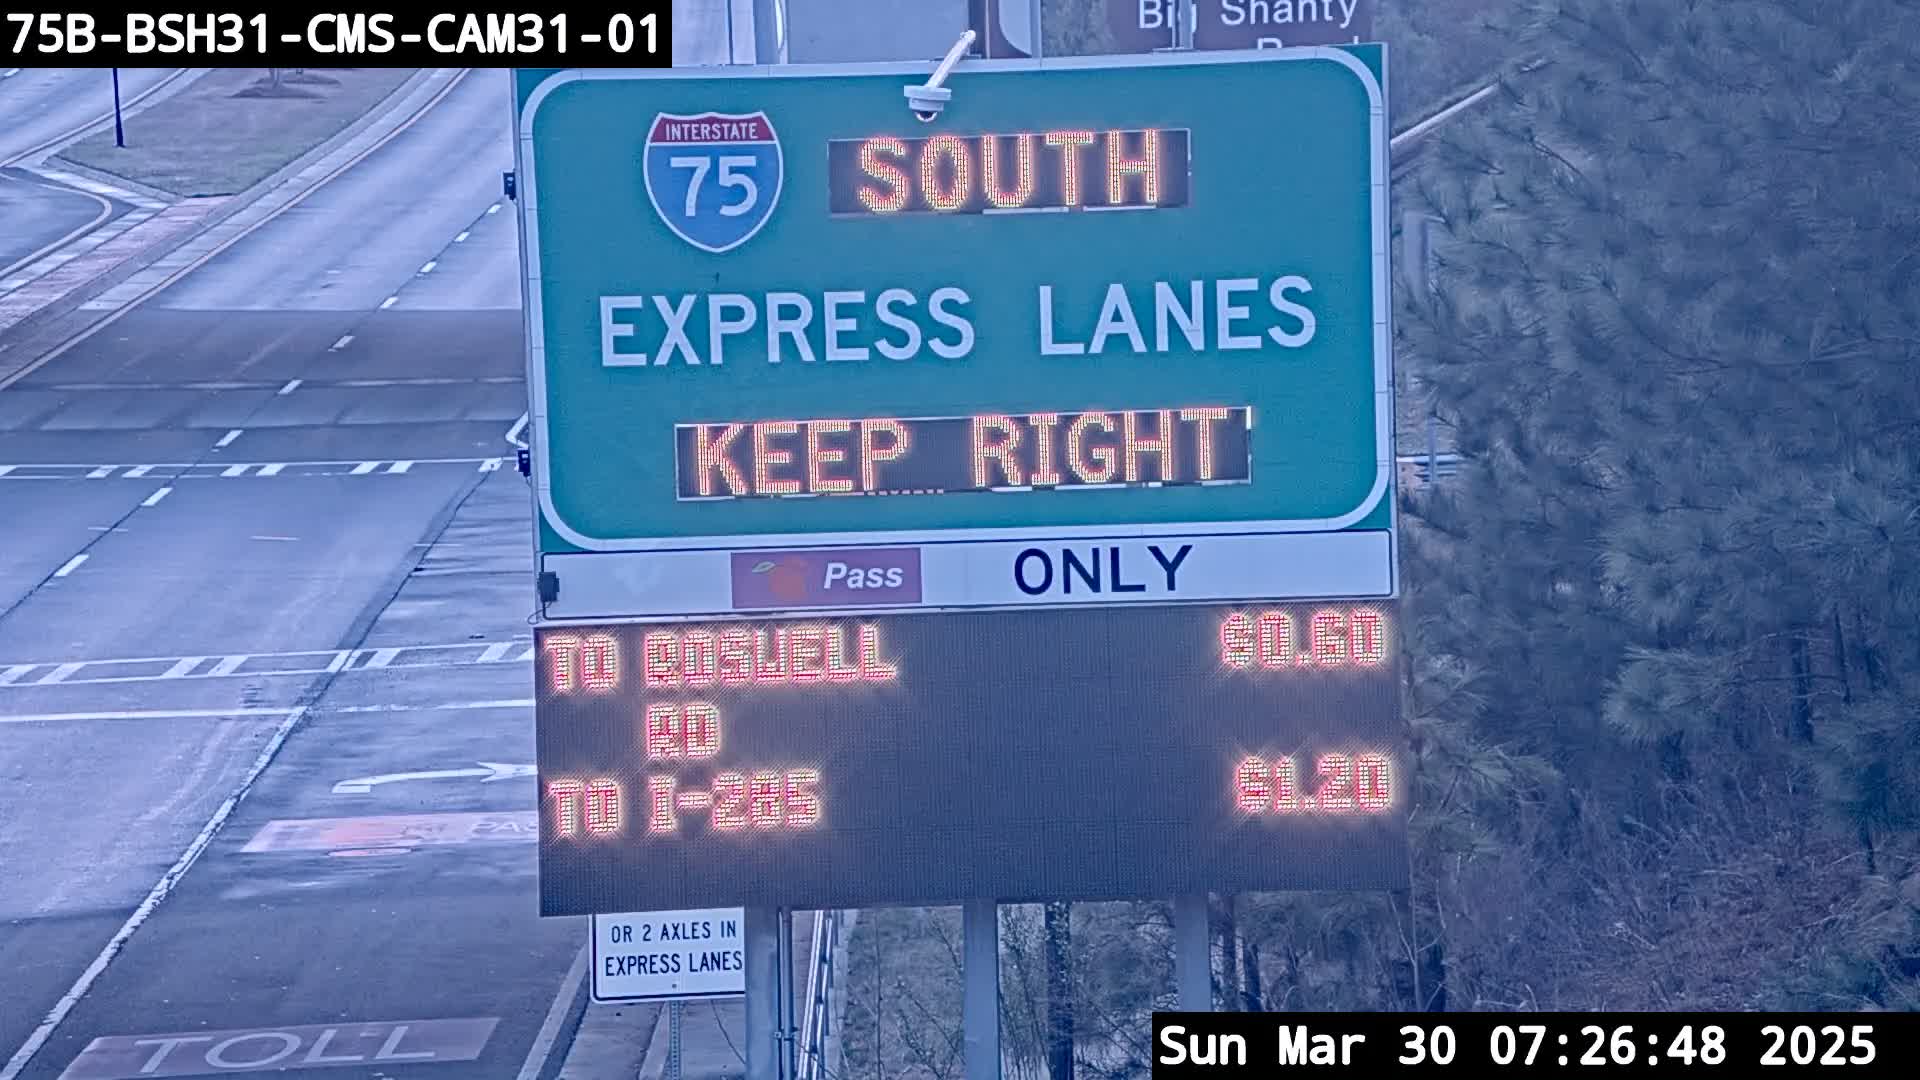 75B-BSH31-CMS-CAM31-01
Big Shanty
INTERSTATE
75
SOUTH
EXPRESS LANES
KEEP RIGHT
Pass ONLY
TO ROSWELL $0.60
RD
TO I-285 $1.20
OR 2 AXLES IN
EXPRESS LANES
TOLL
Sun Mar 30 07:26:48 2025